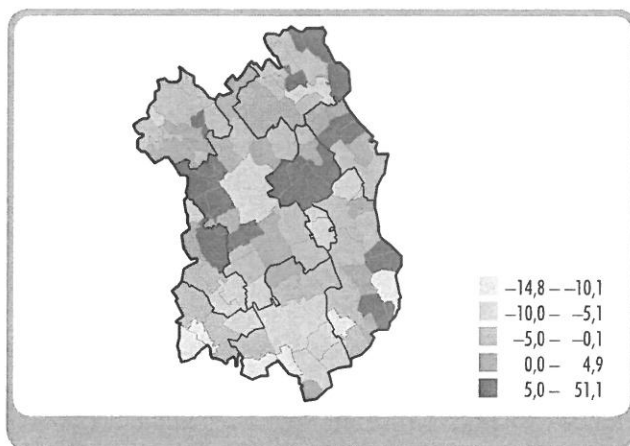 –14,8 – –10,1
–10,0 – –5,1
–5,0 – –0,1
0,0 – 4,9
5,0 – 51,1